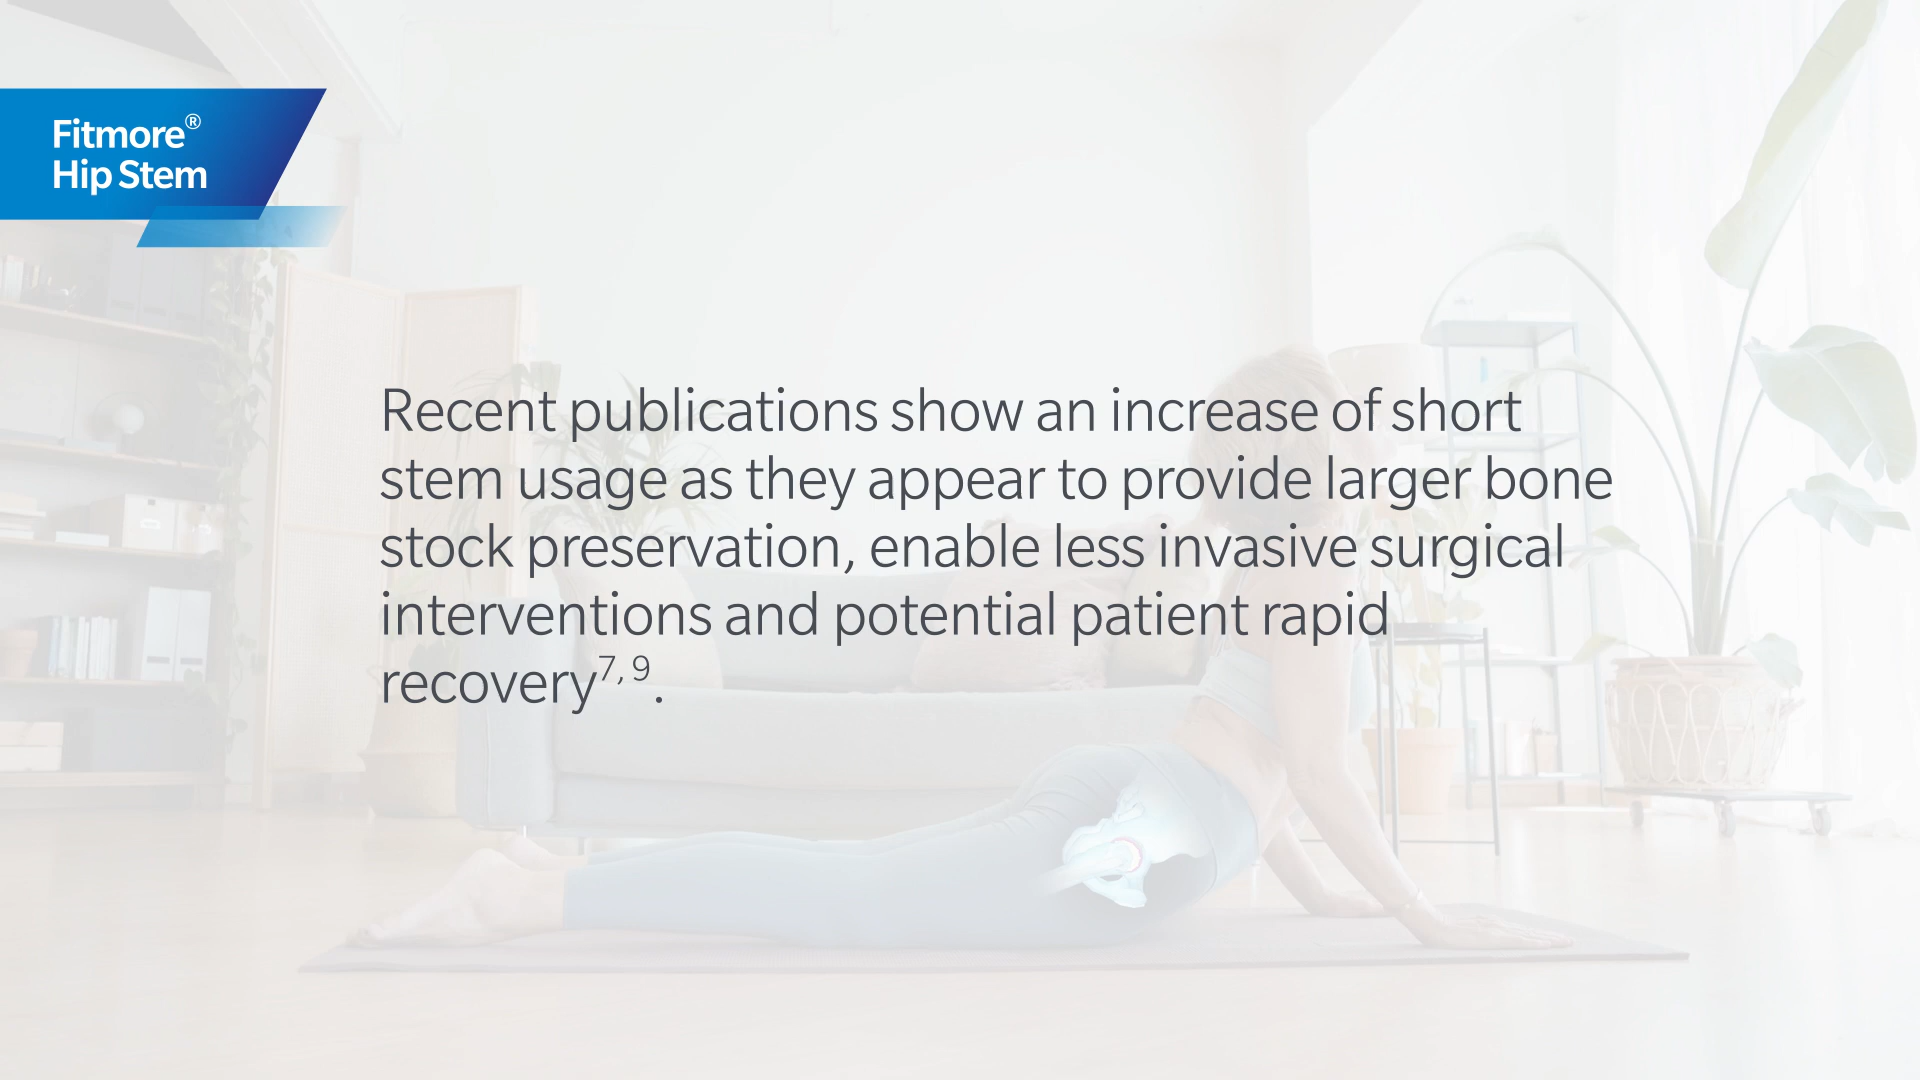 Fitmore®
Hip Stem
Recent publications show an increase of short
stem usage as they appear to provide larger bone
stock preservation, enable less invasive surgical
interventions and potential patient rapid
recovery7, 9.